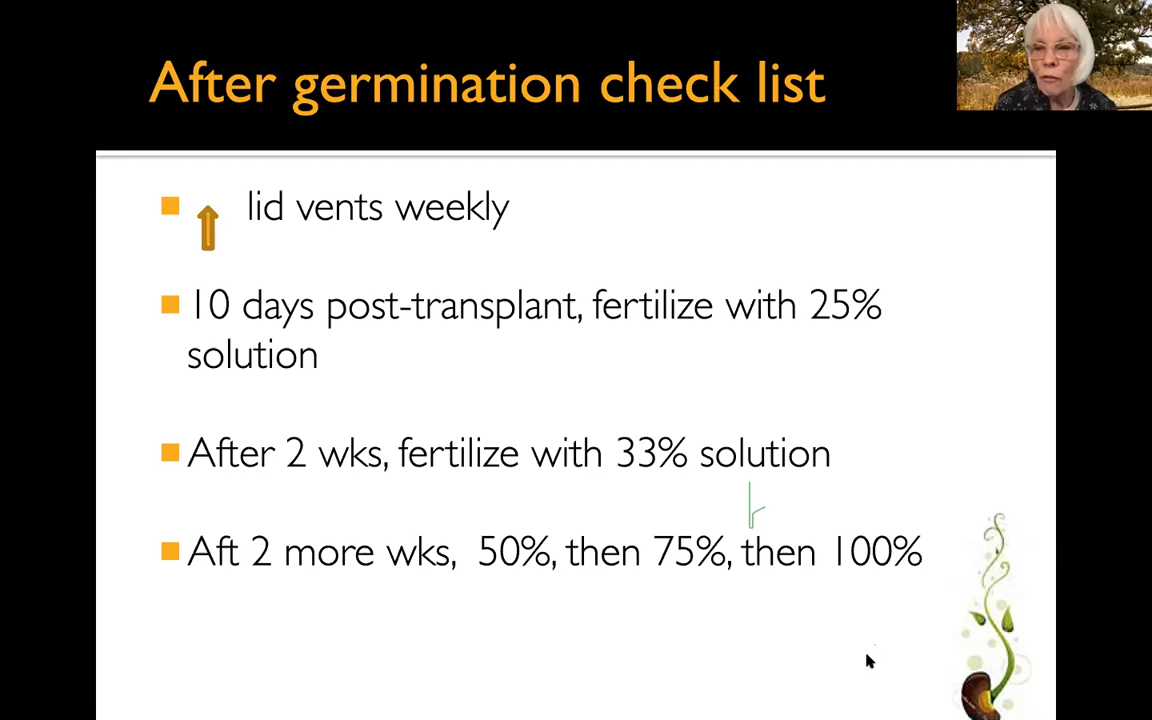 After germination check list
lid vents weekly
10 days post-transplant, fertilize with 25%
solution
After 2 wks, fertilize with 33% solution
Aft 2 more wks, 50%, then 75%, then 100%